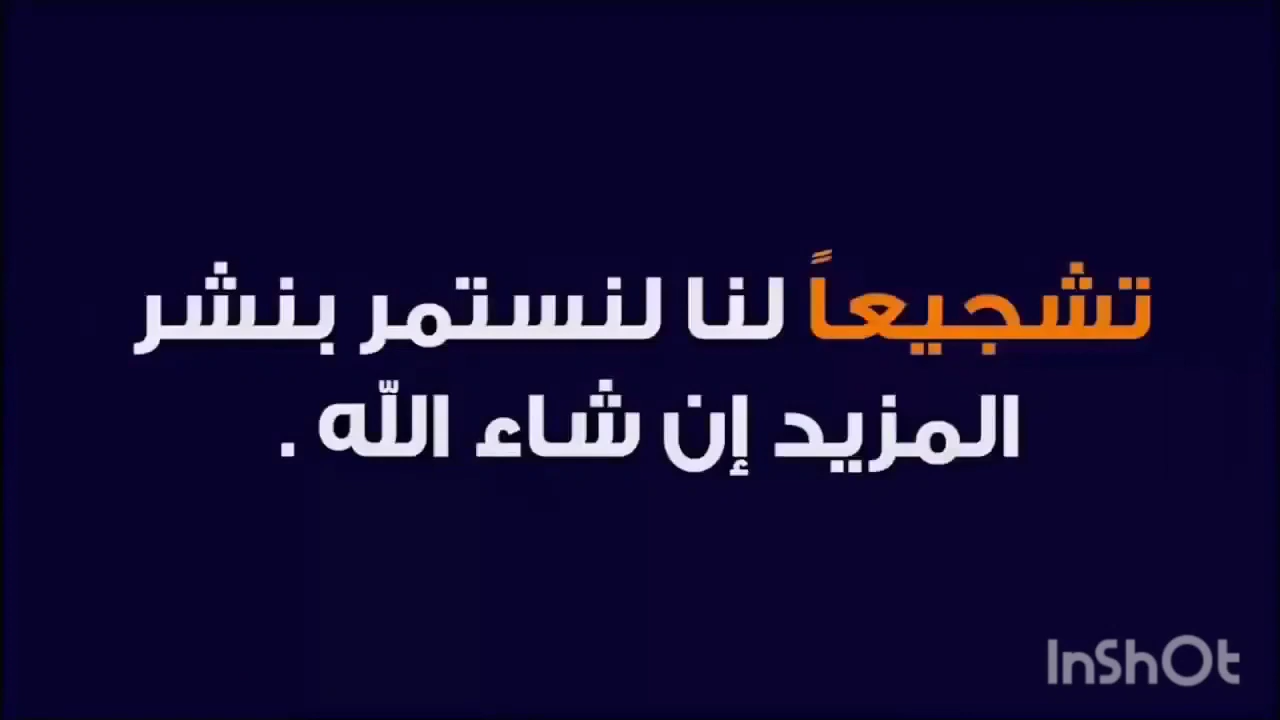 تشجيعاً لنا لنستمر بنشر
المزيد إن شاء الله .
InShOt